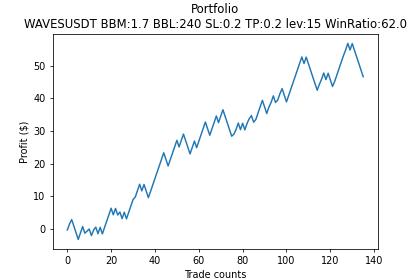 Portfolio
WAVESUSDT BBM:1.7 BBL:240 SL:0.2 TP:0.2 lev:15 WinRatio:62.0
50
40
30
20
10
0
Profit ($)
0 20 40 60 80 100 120 140
Trade counts